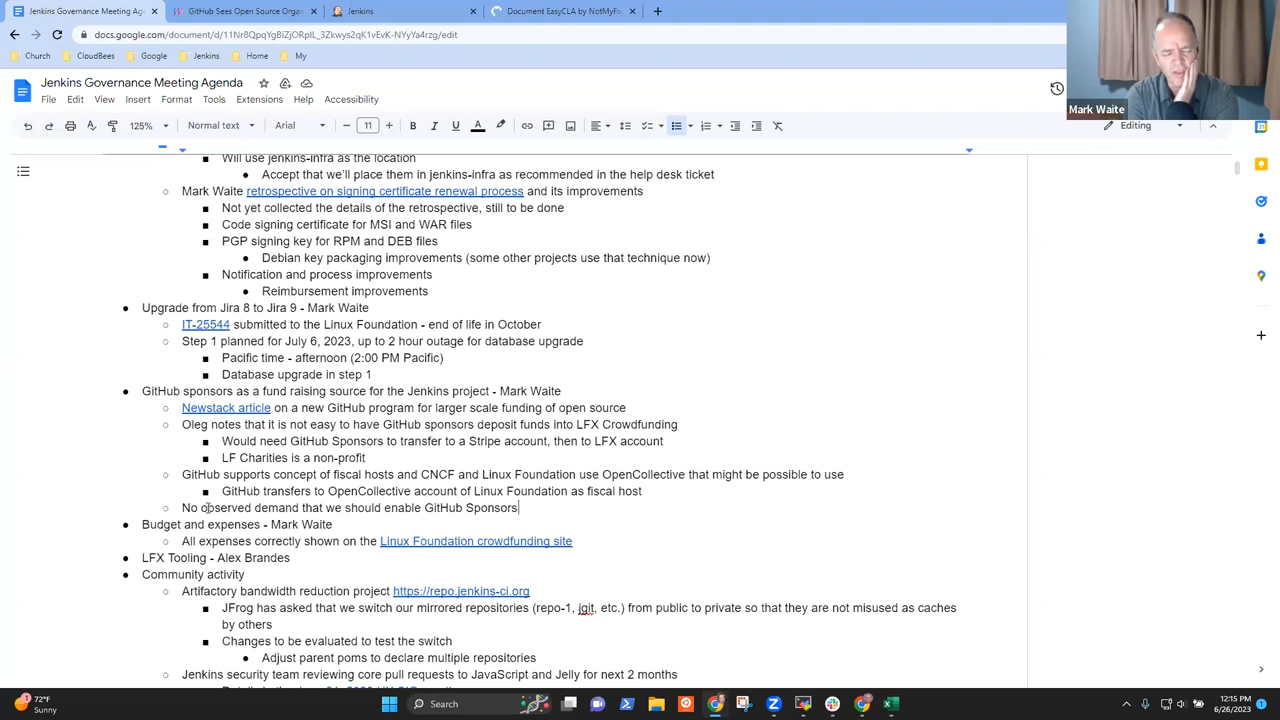 Jenkins Governance Meeting Age
GitHub Sees Open Source Orga
Jenkins
Document EasyCLA by NotMyFa
docs.google.com/document/d/11Nr8QpqYgBiZjORpIL_3Zkwys2qK1vEvK-NYyYa4rzg/edit
Church CloudBees Google Jenkins Home My
Jenkins Governance Meeting Agenda
File Edit View Insert Format Tools Extensions Help Accessibility
Mark Waite
125% Normal text Arial 11 Editing
Will use jenkins-infra as the location
Accept that we'll place them in jenkins-infra as recommended in the help desk ticket
Mark Waite retrospective on signing certificate renewal process and its improvements
Not yet collected the details of the retrospective, still to be done
Code signing certificate for MSI and WAR files
PGP signing key for RPM and DEB files
Debian key packaging improvements (some other projects use that technique now)
Notification and process improvements
Reimbursement improvements
Upgrade from Jira 8 to Jira 9 - Mark Waite
IT-25544 submitted to the Linux Foundation - end of life in October
Step 1 planned for July 6, 2023, up to 2 hour outage for database upgrade
Pacific time - afternoon (2:00 PM Pacific)
Database upgrade in step 1
GitHub sponsors as a fund raising source for the Jenkins project - Mark Waite
Newstack article on a new GitHub program for larger scale funding of open source
Oleg notes that it is not easy to have GitHub sponsors deposit funds into LFX Crowdfunding
Would need GitHub Sponsors to transfer to a Stripe account, then to LFX account
LF Charities is a non-profit
GitHub supports concept of fiscal hosts and CNCF and Linux Foundation use OpenCollective that might be possible to use
GitHub transfers to OpenCollective account of Linux Foundation as fiscal host
No observed demand that we should enable GitHub Sponsors
Budget and expenses - Mark Waite
All expenses correctly shown on the Linux Foundation crowdfunding site
LFX Tooling - Alex Brandes
Community activity
Artifactory bandwidth reduction project https://repo.jenkins-ci.org
JFrog has asked that we switch our mirrored repositories (repo-1, jgit, etc.) from public to private so that they are not misused as caches
by others
Changes to be evaluated to test the switch
Adjust parent poms to declare multiple repositories
Jenkins security team reviewing core pull requests to JavaScript and Jelly for next 2 months
72°F
Sunny
Search
12:15 PM
6/26/2023